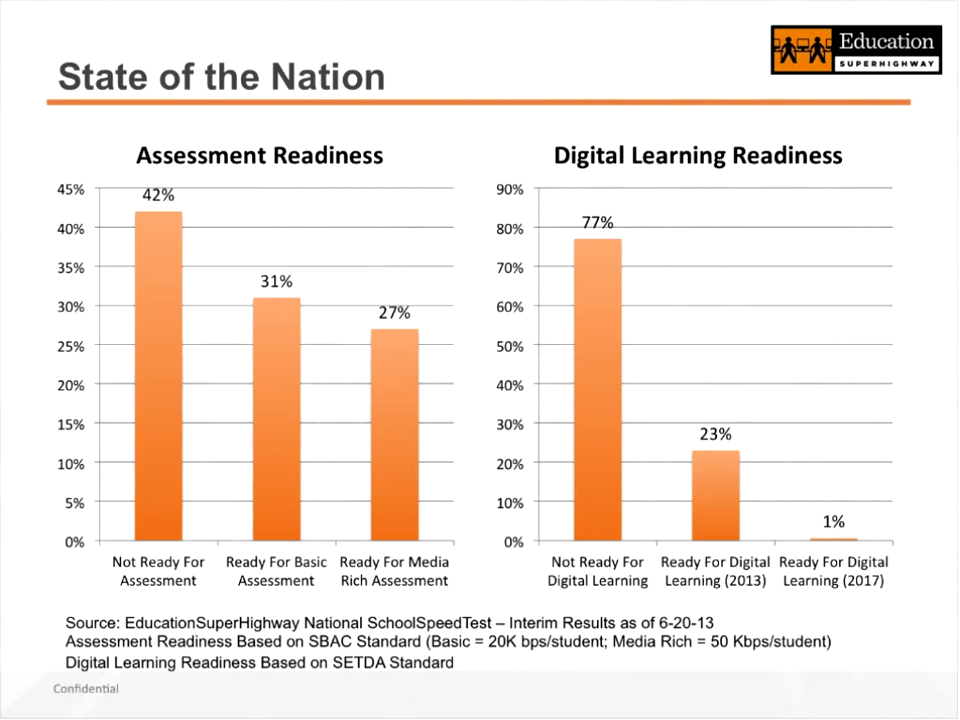 Education
SUPERHIGHWAY
State of the Nation
Assessment Readiness
45%
40%
35%
30%
25%
20%
15%
10%
5%
0%
42%
31%
27%
Not Ready For
Assessment
Ready For Basic
Assessment
Ready For Media
Rich Assessment
Digital Learning Readiness
90%
80%
70%
60%
50%
40%
30%
20%
10%
0%
77%
23%
1%
Not Ready For
Digital Learning
Ready For Digital
Learning (2013)
Ready For Digital
Learning (2017)
Source: EducationSuperHighway National SchoolSpeedTest – Interim Results as of 6-20-13
Assessment Readiness Based on SBAC Standard (Basic = 20K bps/student; Media Rich = 50 Kbps/student)
Digital Learning Readiness Based on SETDA Standard
Confidential